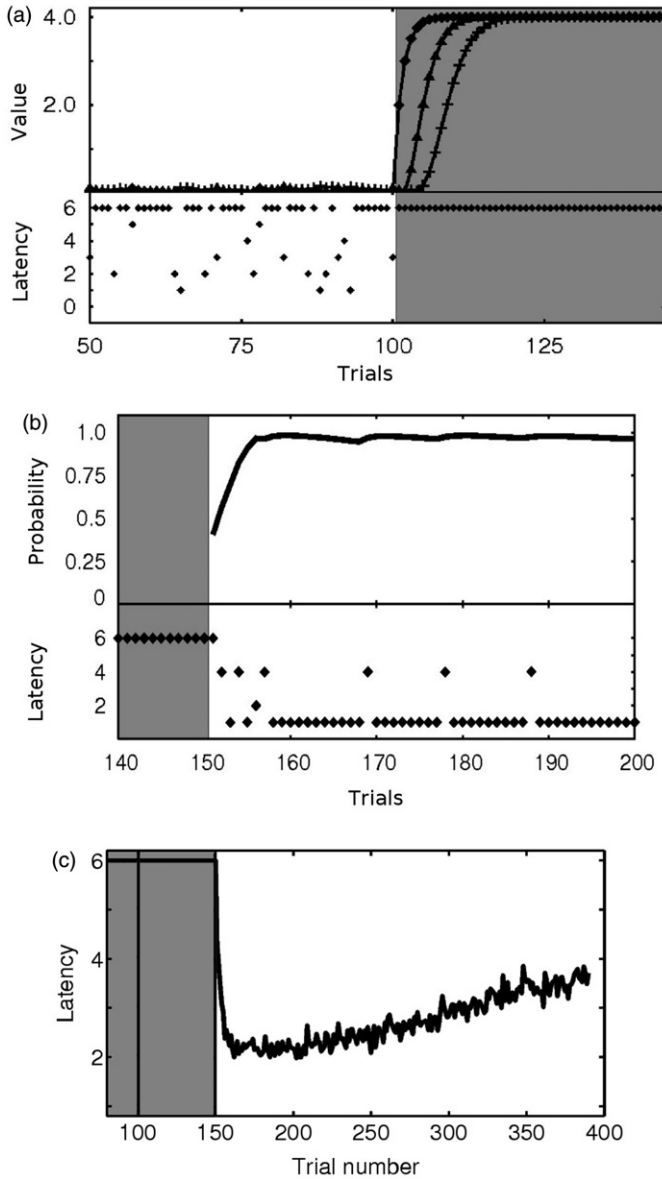 (a)
4.0
2.0
Value
6
4
2
0
Latency
50 75 100 125
Trials
(b)
1.0
0.75
0.5
0.25
0
Probability
6
4
2
Latency
140 150 160 170 180 190 200
Trials
(c)
6
4
2
Latency
100 150 200 250 300 350 400
Trial number